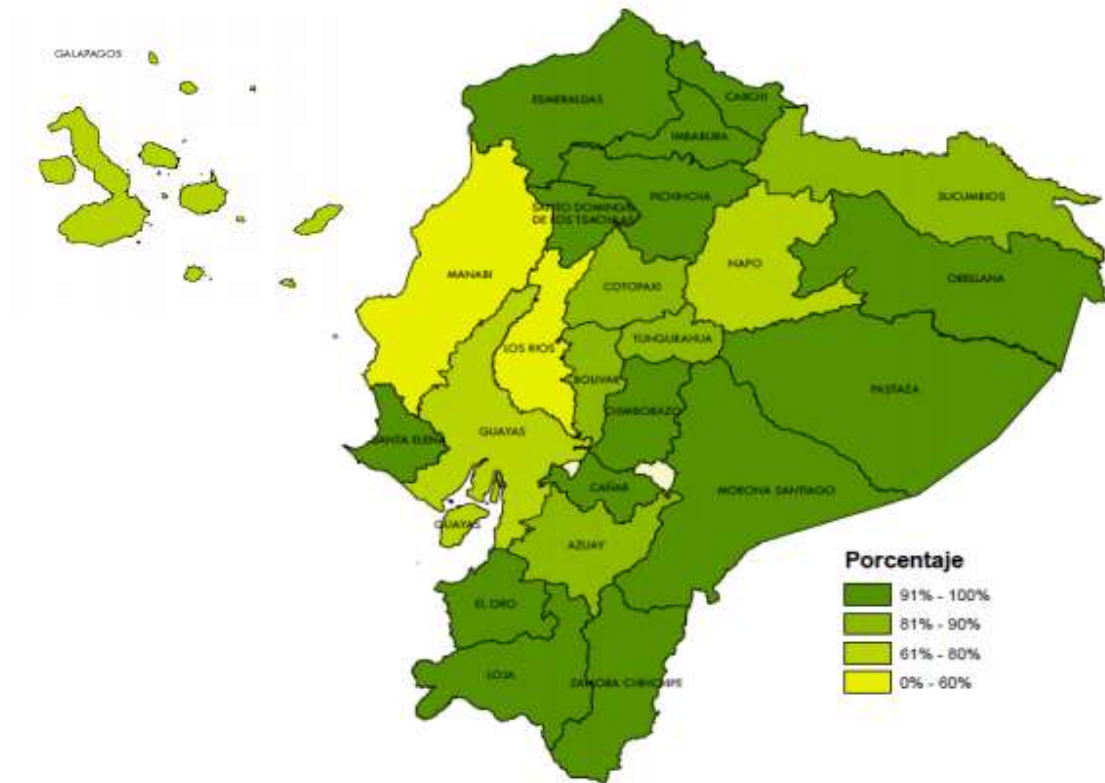 GALAPAGOS
ESMERALDAS
CARCHI
IMBABURA
PICHINCHA
SANTO DOMINGO
DE LOS TSACHILAS
SUCUMBIOS
MANABI
NAPO
ORELLANA
COTOPAXI
LOS RIOS
TUNGURAHUA
BOLIVAR
PASTAZA
CHIMBORAZO
SANTA ELENA
GUAYAS
CAÑAR
MORONA SANTIAGO
GUAYAS
AZUAY
EL ORO
LOJA
ZAMORA CHINCHIPE
Porcentaje
91% - 100%
81% - 90%
61% - 80%
0% - 60%